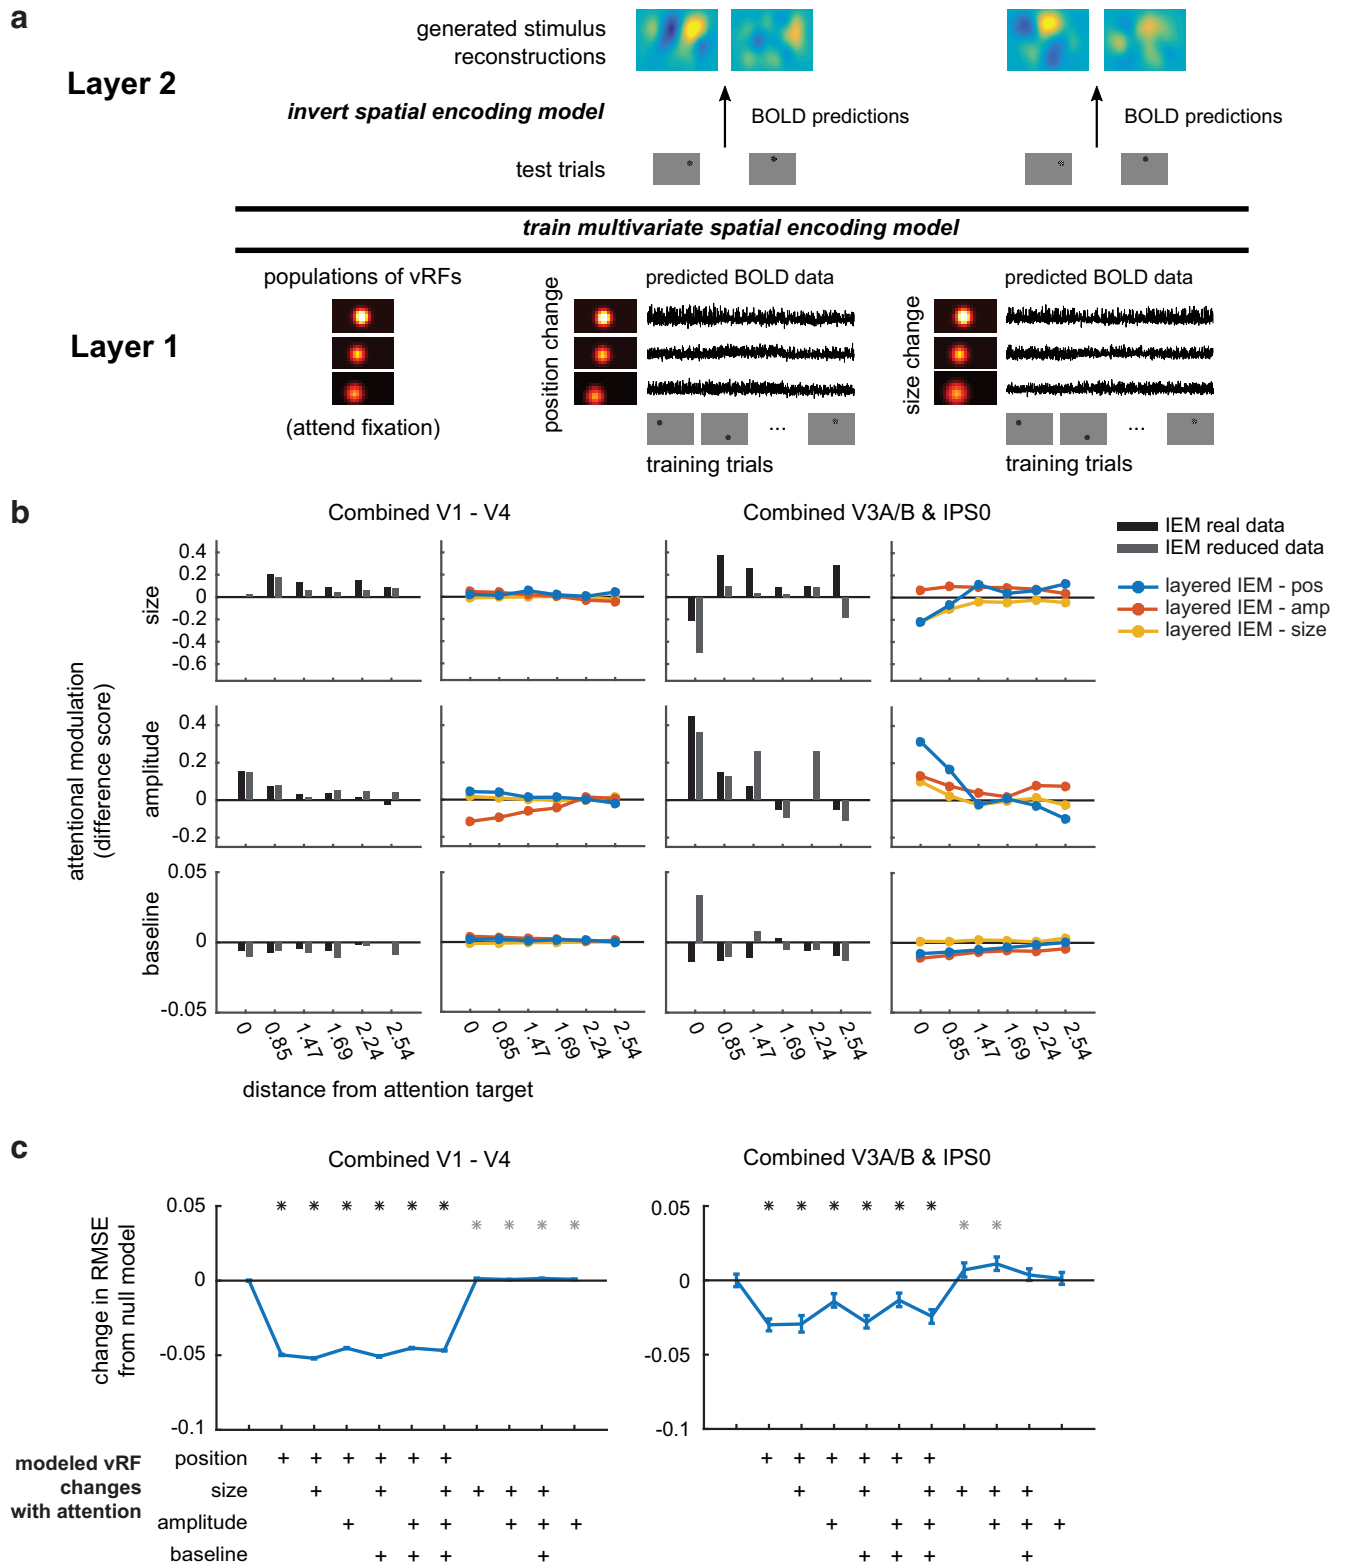 a
generated stimulus
reconstructions
Layer 2
invert spatial encoding model
BOLD predictions
BOLD predictions
test trials
train multivariate spatial encoding model
populations of vRFs
position change
predicted BOLD data
size change
predicted BOLD data
Layer 1
(attend fixation)
...
...
training trials
training trials
b
Combined V1 - V4
Combined V3A/B & IPS0
IEM real data
IEM reduced data
layered IEM - pos
layered IEM - amp
layered IEM - size
attentional modulation
(difference score)
size
0.4
0.2
0
-0.2
-0.4
-0.6
amplitude
0.4
0.2
0
-0.2
baseline
0.05
0
-0.05
0 0.85 1.47 1.69 2.24 2.54
0 0.85 1.47 1.69 2.24 2.54
0 0.85 1.47 1.69 2.24 2.54
0 0.85 1.47 1.69 2.24 2.54
distance from attention target
c
Combined V1 - V4
Combined V3A/B & IPS0
change in RMSE
from null model
0.05
* * * * * *
* * * *
0
-0.05
-0.1
0.05
* * * * * *
* *
0
-0.05
-0.1
modeled vRF
changes
with attention
position + + + + + + + + + + + +
size + + + + + + + + + + + +
amplitude + + + + + + + + + + + +
baseline + + + + + + + +